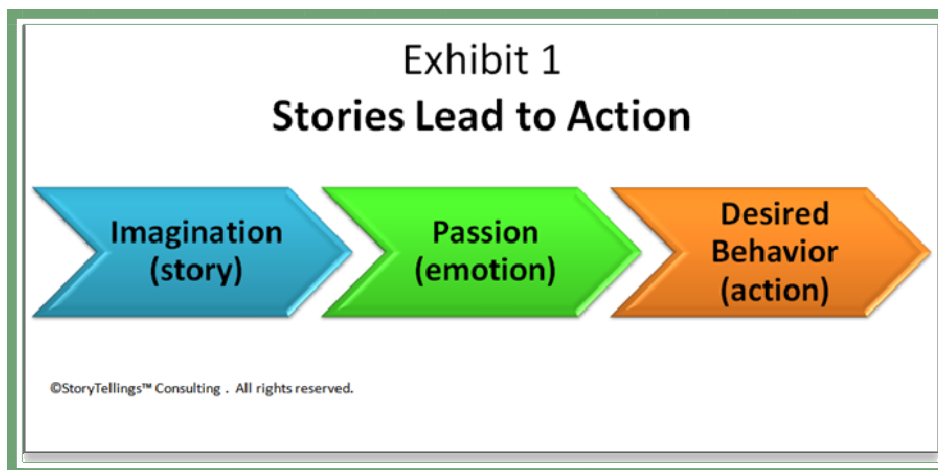 Exhibit 1
Stories Lead to Action
Imagination
(story)
Passion
(emotion)
Desired
Behavior
(action)
©StoryTellings™ Consulting . All rights reserved.